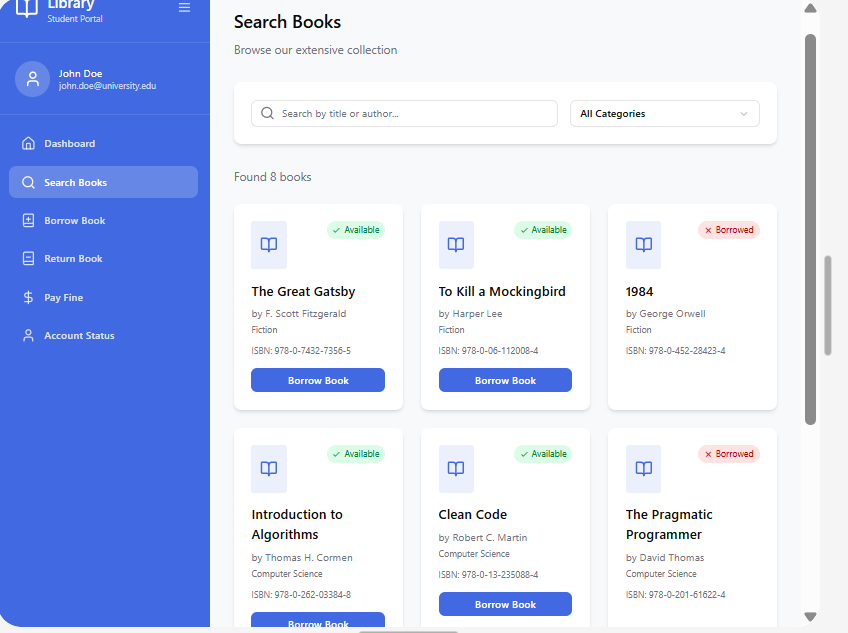 Library
Student Portal
John Doe
john.doe@university.edu
Dashboard
Search Books
Borrow Book
Return Book
Pay Fine
Account Status
Search Books
Browse our extensive collection
Search by title or author...
All Categories
Found 8 books
Available
The Great Gatsby
by F. Scott Fitzgerald
Fiction
ISBN: 978-0-7432-7356-5
Borrow Book
Available
To Kill a Mockingbird
by Harper Lee
Fiction
ISBN: 978-0-06-112008-4
Borrow Book
Borrowed
1984
by George Orwell
Fiction
ISBN: 978-0-452-28423-4
Available
Introduction to
Algorithms
by Thomas H. Cormen
Computer Science
ISBN: 978-0-262-03384-8
Borrow Book
Available
Clean Code
by Robert C. Martin
Computer Science
ISBN: 978-0-13-235088-4
Borrow Book
Borrowed
The Pragmatic
Programmer
by David Thomas
Computer Science
ISBN: 978-0-201-61622-4